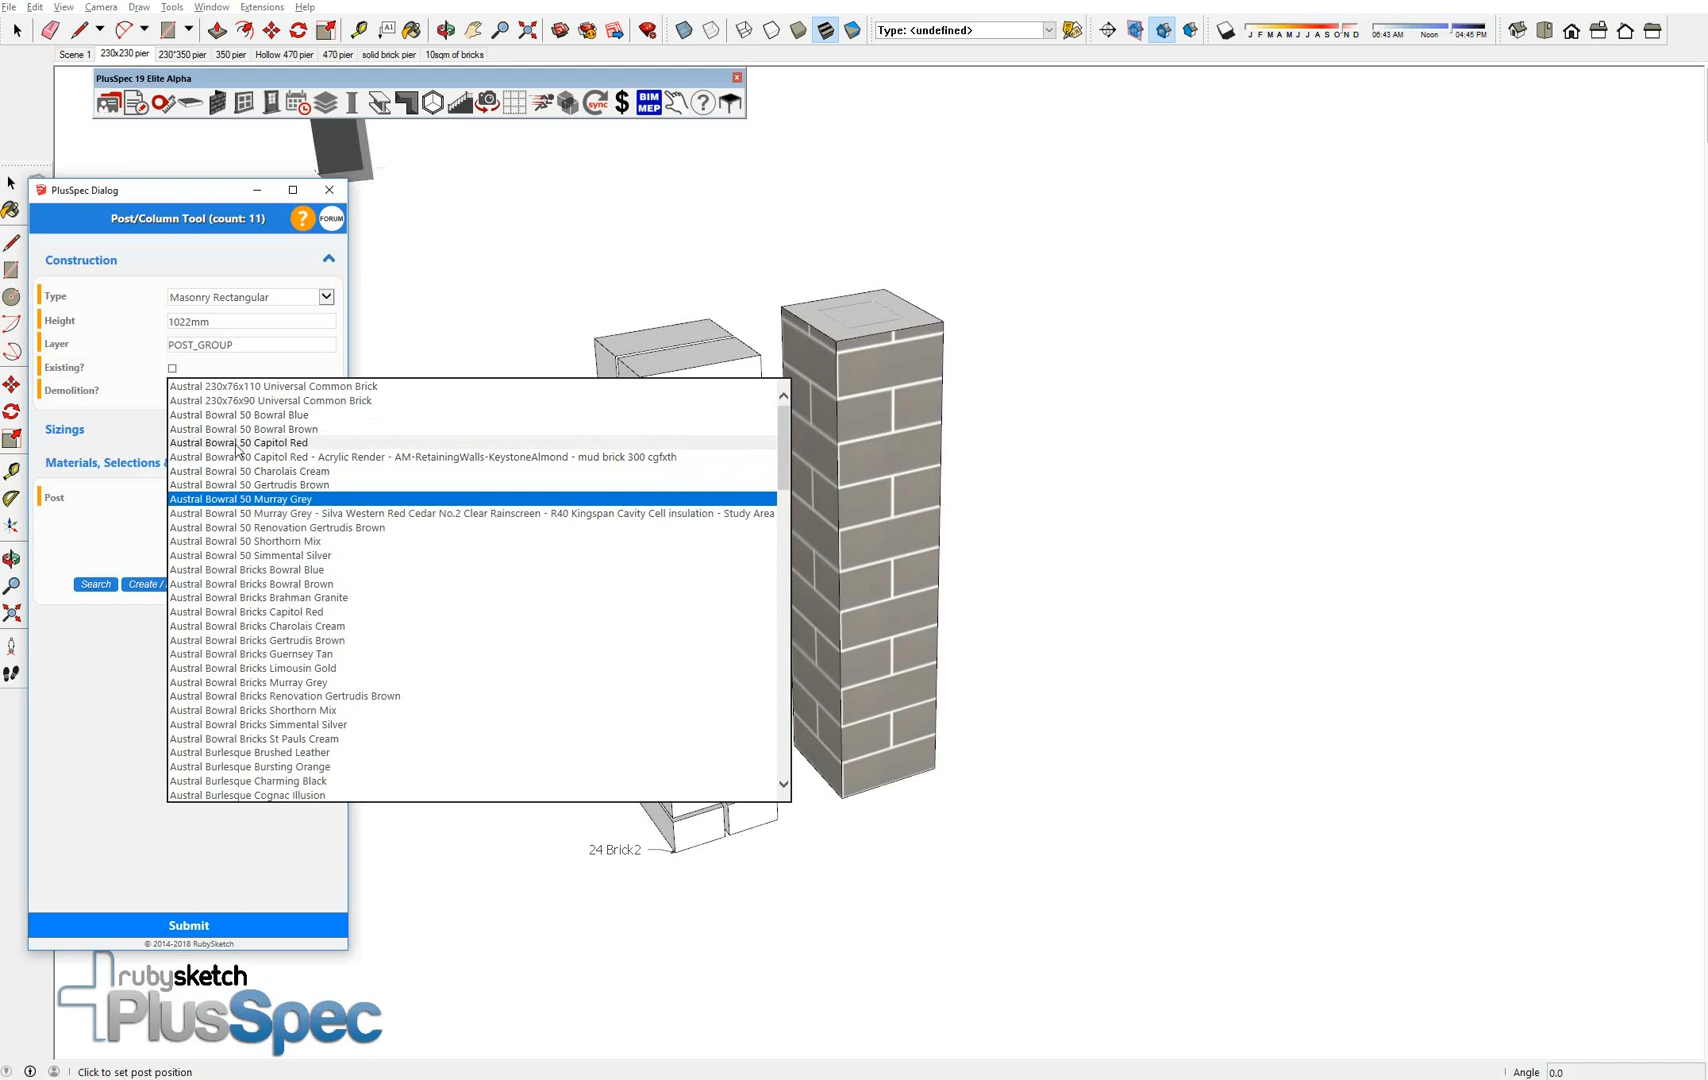 File Edit View Camera Draw Tools Window Extensions Help
Type: <undefined>
J F M A M J J A S O N D
06:43 AM Noon 04:45 PM
Scene 1 230x230 pier 230*350 pier 350 pier Hollow 470 pier 470 pier solid brick pier 10sqm of bricks
PlusSpec 19 Elite Alpha
sync $ BIM MEP ?
PlusSpec Dialog
Post/Column Tool (count: 11) ? FORUM
Construction
Type Masonry Rectangular
Height 1022mm
Layer POST_GROUP
Existing?
Demolition?
Sizings
Materials, Selections &
Post
Search Create /
Austral 230x76x110 Universal Common Brick
Austral 230x76x90 Universal Common Brick
Austral Bowral 50 Bowral Blue
Austral Bowral 50 Bowral Brown
Austral Bowral 50 Capitol Red
Austral Bowral 50 Capitol Red - Acrylic Render - AM-RetainingWalls-KeystoneAlmond - mud brick 300 cgfxth
Austral Bowral 50 Charolais Cream
Austral Bowral 50 Gertrudis Brown
Austral Bowral 50 Murray Grey
Austral Bowral 50 Murray Grey - Silva Western Red Cedar No.2 Clear Rainscreen - R40 Kingspan Cavity Cell insulation - Study Area
Austral Bowral 50 Renovation Gertrudis Brown
Austral Bowral 50 Shorthorn Mix
Austral Bowral 50 Simmental Silver
Austral Bowral Bricks Bowral Blue
Austral Bowral Bricks Bowral Brown
Austral Bowral Bricks Brahman Granite
Austral Bowral Bricks Capitol Red
Austral Bowral Bricks Charolais Cream
Austral Bowral Bricks Gertrudis Brown
Austral Bowral Bricks Guernsey Tan
Austral Bowral Bricks Limousin Gold
Austral Bowral Bricks Murray Grey
Austral Bowral Bricks Renovation Gertrudis Brown
Austral Bowral Bricks Shorthorn Mix
Austral Bowral Bricks Simmental Silver
Austral Bowral Bricks St Pauls Cream
Austral Burlesque Brushed Leather
Austral Burlesque Bursting Orange
Austral Burlesque Charming Black
Austral Burlesque Cognac Illusion
24 Brick2
Submit
© 2014-2018 RubySketch
rubysketch
PlusSpec
Click to set post position
Angle 0.0